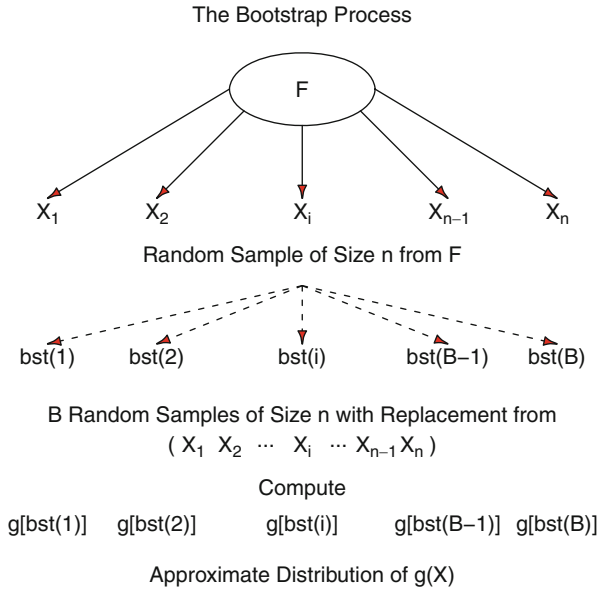 The Bootstrap Process
F
X₁ X₂ Xᵢ Xₙ₋₁ Xₙ
Random Sample of Size n from F
bst(1) bst(2) bst(i) bst(B−1) bst(B)
B Random Samples of Size n with Replacement from
( X₁ X₂ ··· Xᵢ ··· Xₙ₋₁ Xₙ )
Compute
g[bst(1)] g[bst(2)] g[bst(i)] g[bst(B−1)] g[bst(B)]
Approximate Distribution of g(X)